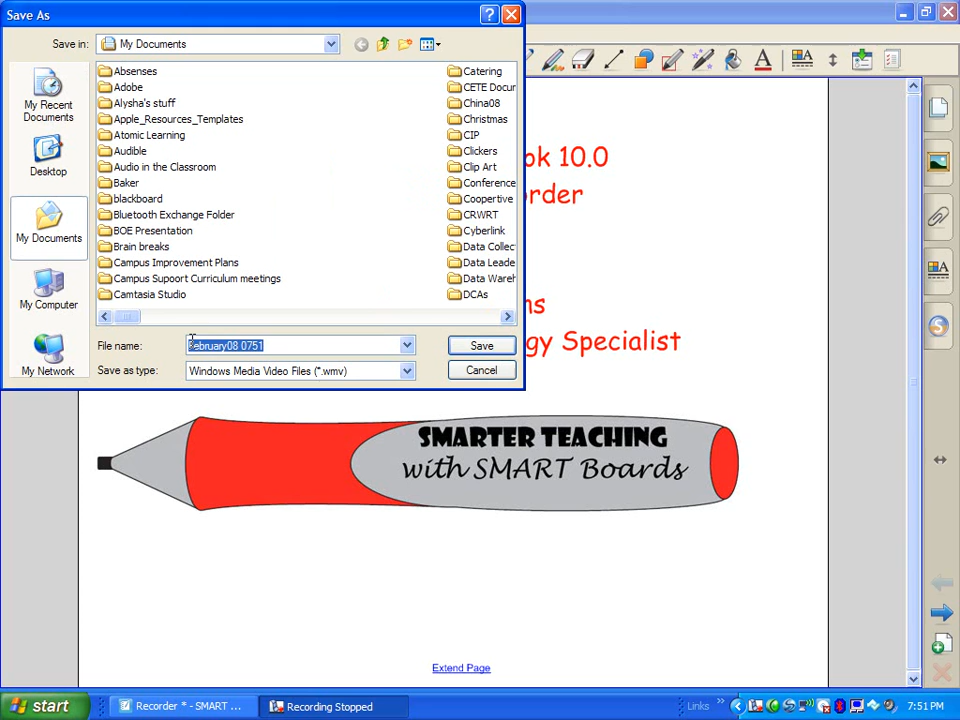 Save As
Save in:
My Documents
My Recent
Documents
Desktop
My Documents
My Computer
My Network
Absenses
Adobe
Alysha's stuff
Apple_Resources_Templates
Atomic Learning
Audible
Audio in the Classroom
Baker
blackboard
Bluetooth Exchange Folder
BOE Presentation
Brain breaks
Campus Improvement Plans
Campus Supoort Curriculum meetings
Camtasia Studio
Catering
CETE Docur
China08
Christmas
CIP
Clickers
Clip Art
Conference
Coopertive
CRWRT
Cyberlink
Data Collec
Data Leade
Data Wareh
DCAs
File name:
February08 0751
Save
Save as type:
Windows Media Video Files (*.wmv)
Cancel
ok 10.0
order
ns
gy Specialist
SMARTER TEACHING
with SMART Boards
Extend Page
start
Recorder * - SMART ...
Recording Stopped
Links
7:51 PM